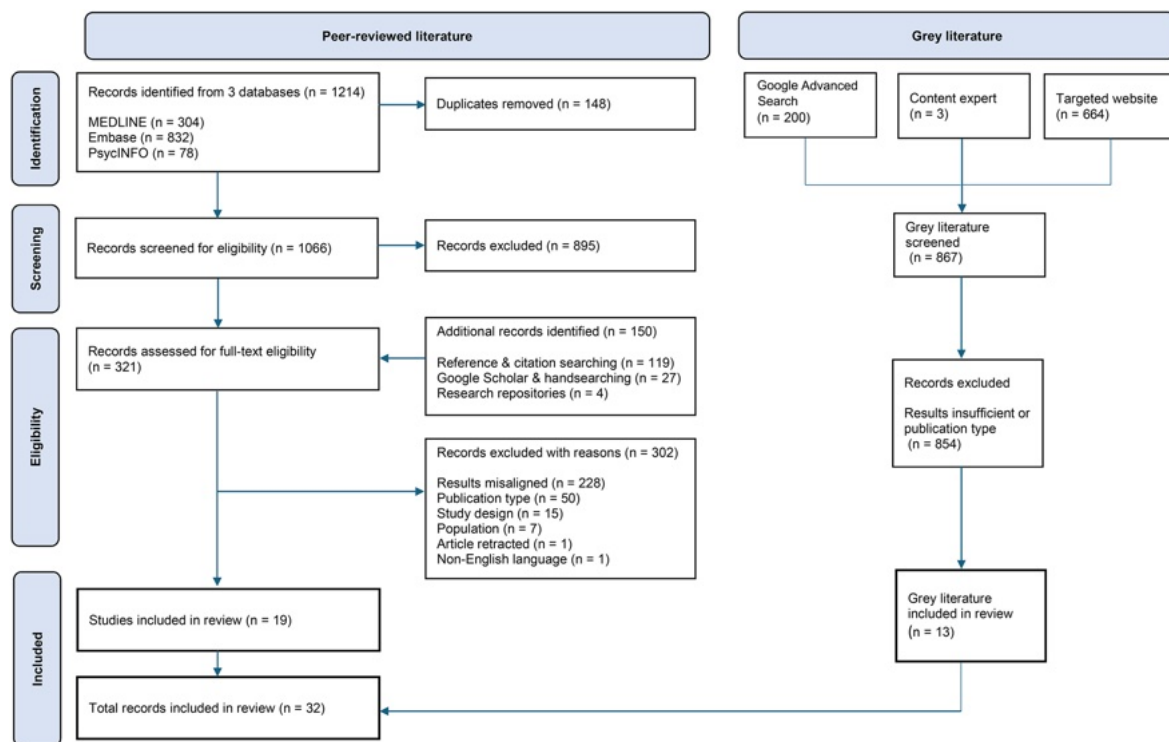 Peer-reviewed literature
Grey literature
Identification
Records identified from 3 databases (n = 1214)
MEDLINE (n = 304)
Embase (n = 832)
PsycINFO (n = 78)
Duplicates removed (n = 148)
Google Advanced
Search
(n = 200)
Content expert
(n = 3)
Targeted website
(n = 664)
Screening
Records screened for eligibility (n = 1066)
Records excluded (n = 895)
Grey literature
screened
(n = 867)
Eligibility
Records assessed for full-text eligibility
(n = 321)
Additional records identified (n = 150)
Reference & citation searching (n = 119)
Google Scholar & handsearching (n = 27)
Research repositories (n = 4)
Records excluded with reasons (n = 302)
Results misaligned (n = 228)
Publication type (n = 50)
Study design (n = 15)
Population (n = 7)
Article retracted (n = 1)
Non-English language (n = 1)
Records excluded
Results insufficient or
publication type
(n = 854)
Included
Studies included in review (n = 19)
Grey literature
included in review
(n = 13)
Total records included in review (n = 32)